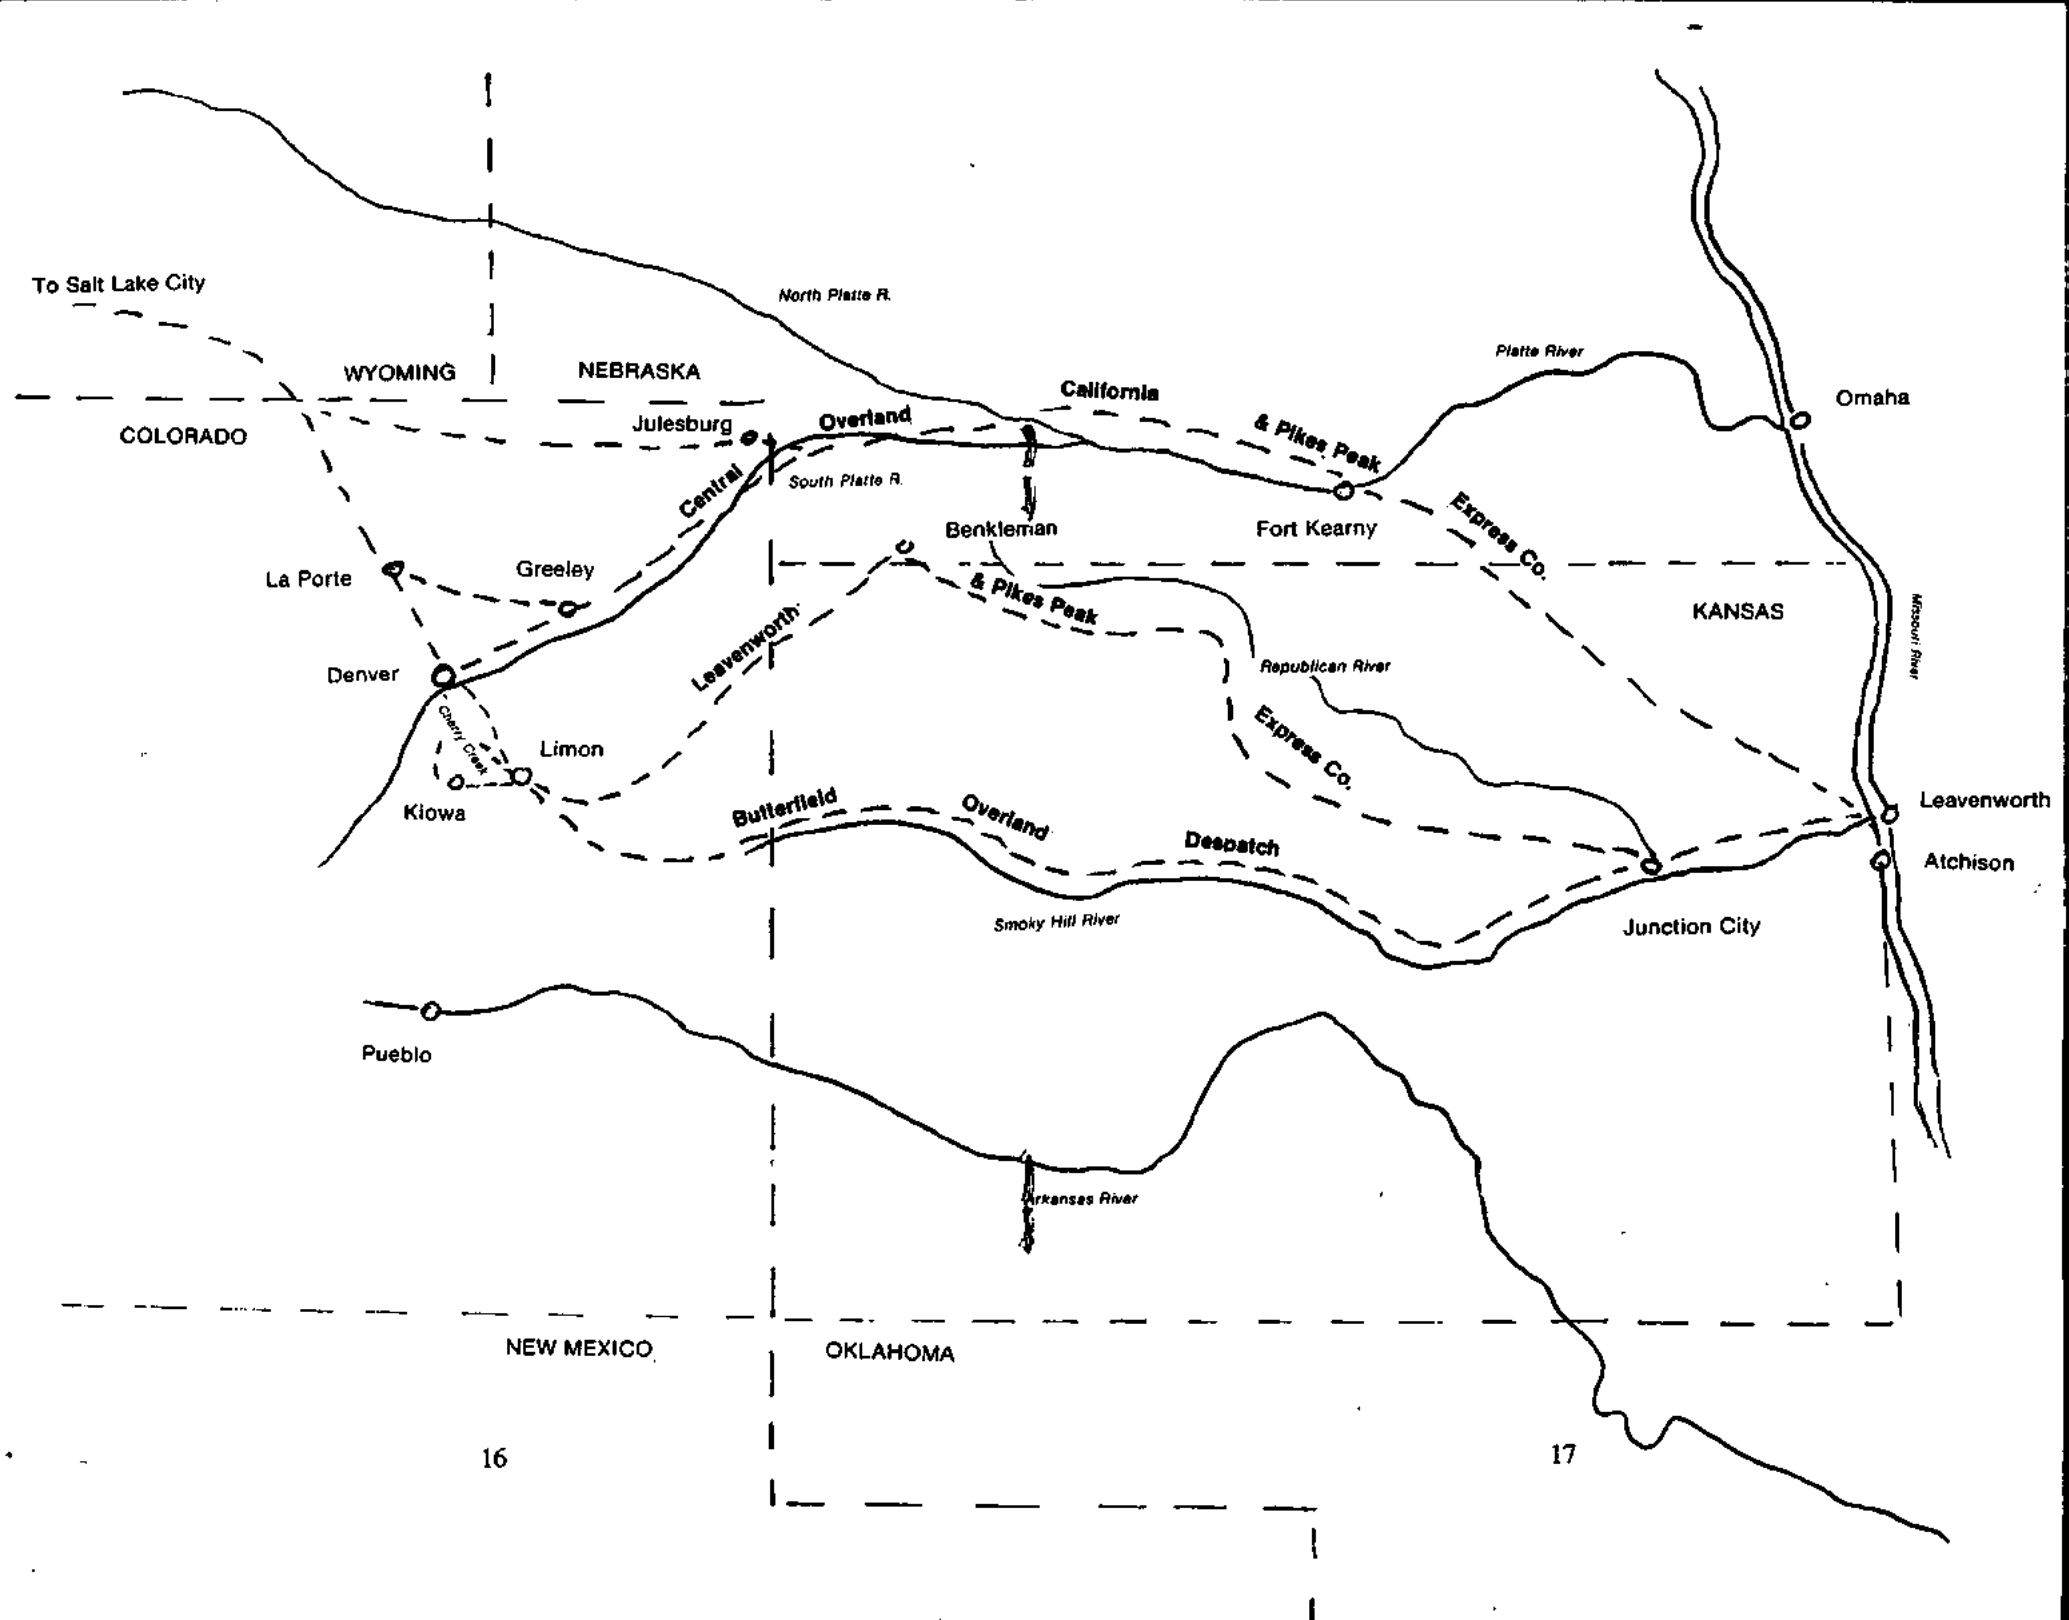 To Salt Lake City
North Platte R.
Platte River
WYOMING
NEBRASKA
California
Omaha
COLORADO
Julesburg
Overland
& Pikes Peak
Central
South Platte R.
Express Co.
Benkleman
Fort Kearny
La Porte
Greeley
& Pikes Peak
KANSAS
Missouri River
Leavenworth
Denver
Republican River
Cherry Creek
Limon
Express Co.
Kiowa
Butterfield
Overland
Despatch
Leavenworth
Atchison
Smoky Hill River
Junction City
Pueblo
Arkansas River
NEW MEXICO
OKLAHOMA
16
17